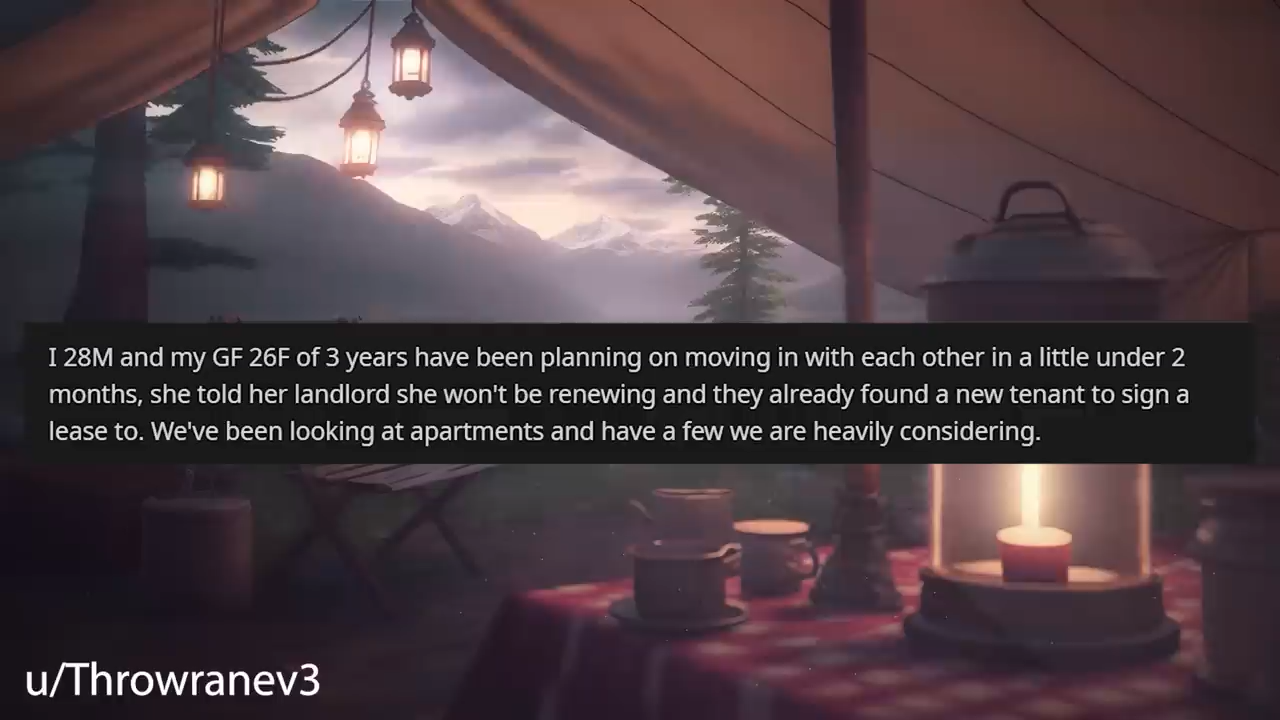 I 28M and my GF 26F of 3 years have been planning on moving in with each other in a little under 2
months, she told her landlord she won't be renewing and they already found a new tenant to sign a
lease to. We've been looking at apartments and have a few we are heavily considering.
u/Throwranev3